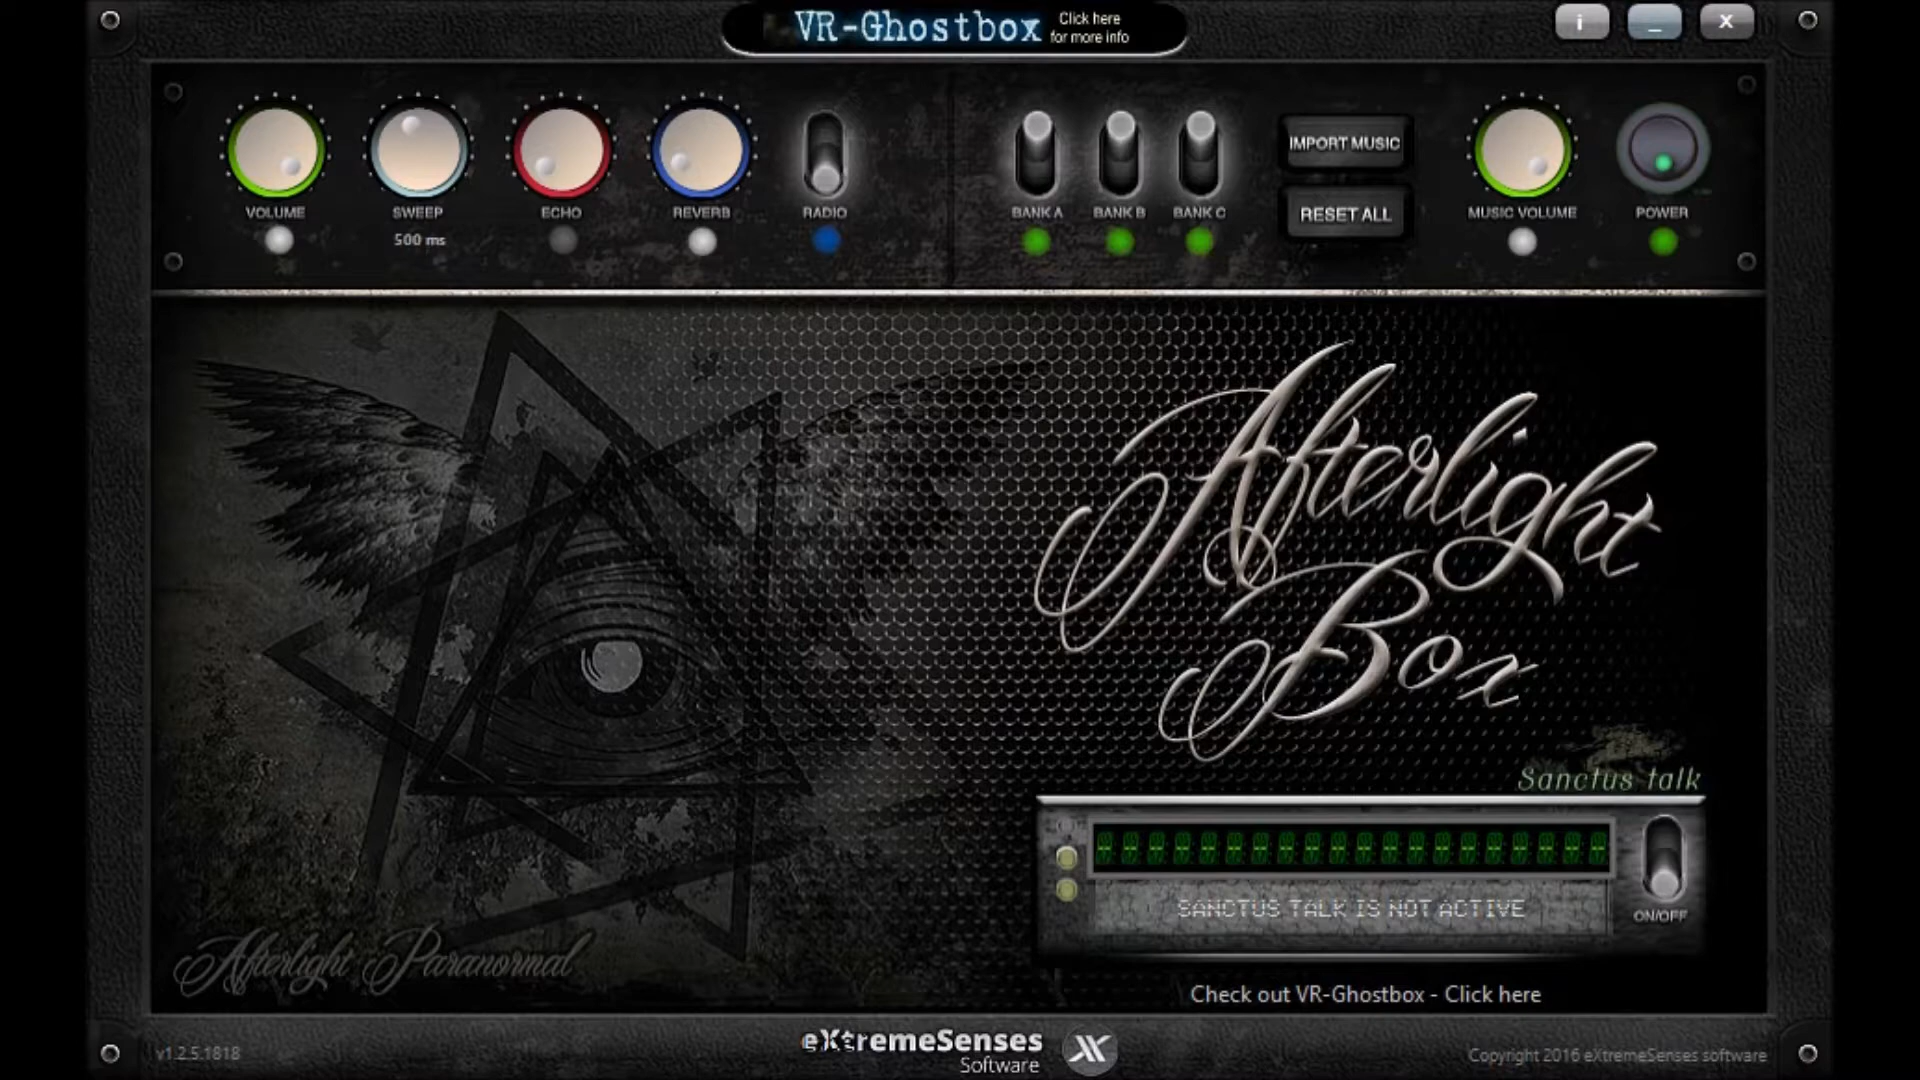 VR-Ghostbox
Click here
for more info
i
_
X
VOLUME
SWEEP
500 ms
ECHO
REVERB
RADIO
BANK A
BANK B
BANK C
IMPORT MUSIC
RESET ALL
MUSIC VOLUME
POWER
Afterlight
Box
Sanctus talk
SANCTUS TALK IS NOT ACTIVE
ON/OFF
Afterlight Paranormal
Check out VR-Ghostbox - Click here
v1.2.5.1818
eXtremeSenses
Software
Copyright 2016 eXtremeSenses software